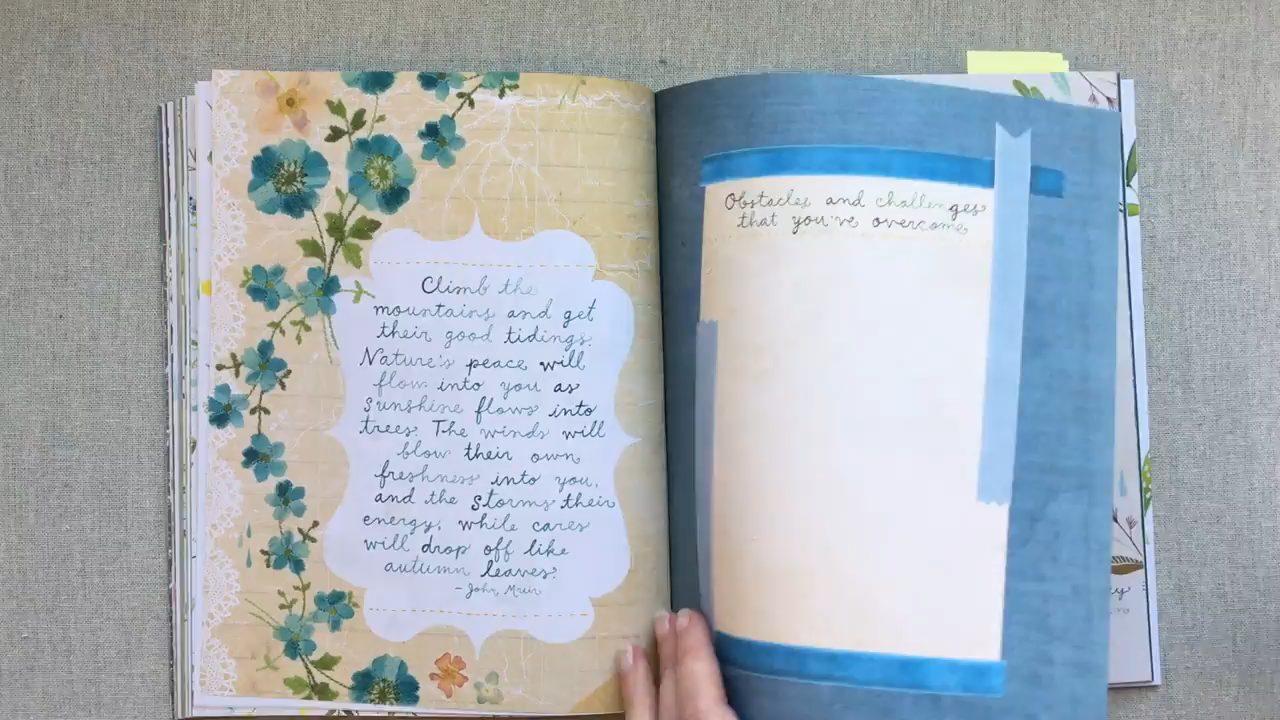 Climb the
mountains and get
their good tidings.
Nature's peace will
flow into you as
sunshine flows into
trees. The winds will
blow their own
freshness into you,
and the storms their
energy, while cares
will drop off like
autumn leaves.
- John Muir
Obstacles and challenges
that you've overcome